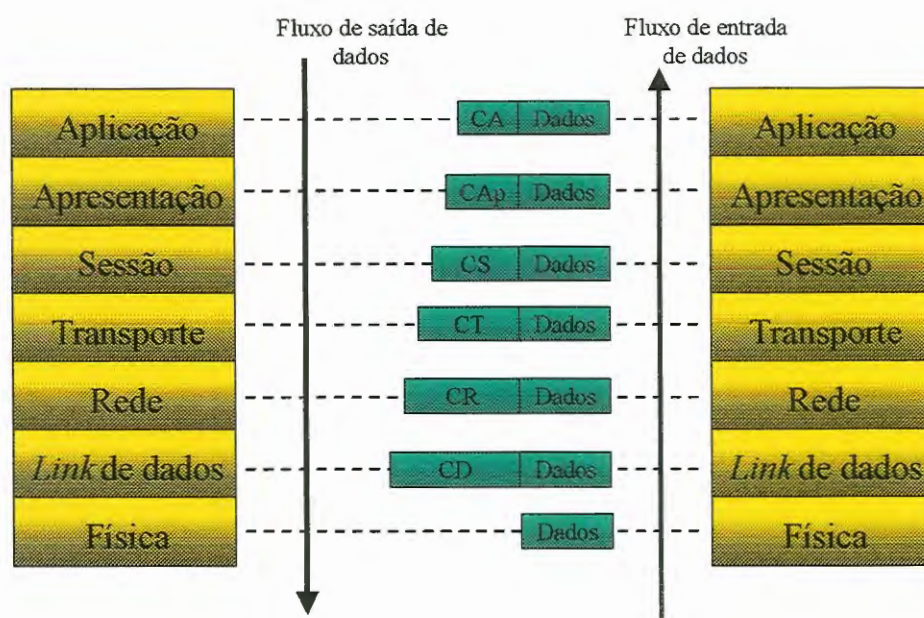 Fluxo de saída de
dados
Fluxo de entrada
de dados
Aplicação
CA Dados
Aplicação
Apresentação
CAp Dados
Apresentação
Sessão
CS Dados
Sessão
Transporte
CT Dados
Transporte
Rede
CR Dados
Rede
Link de dados
CD Dados
Link de dados
Física
Dados
Física